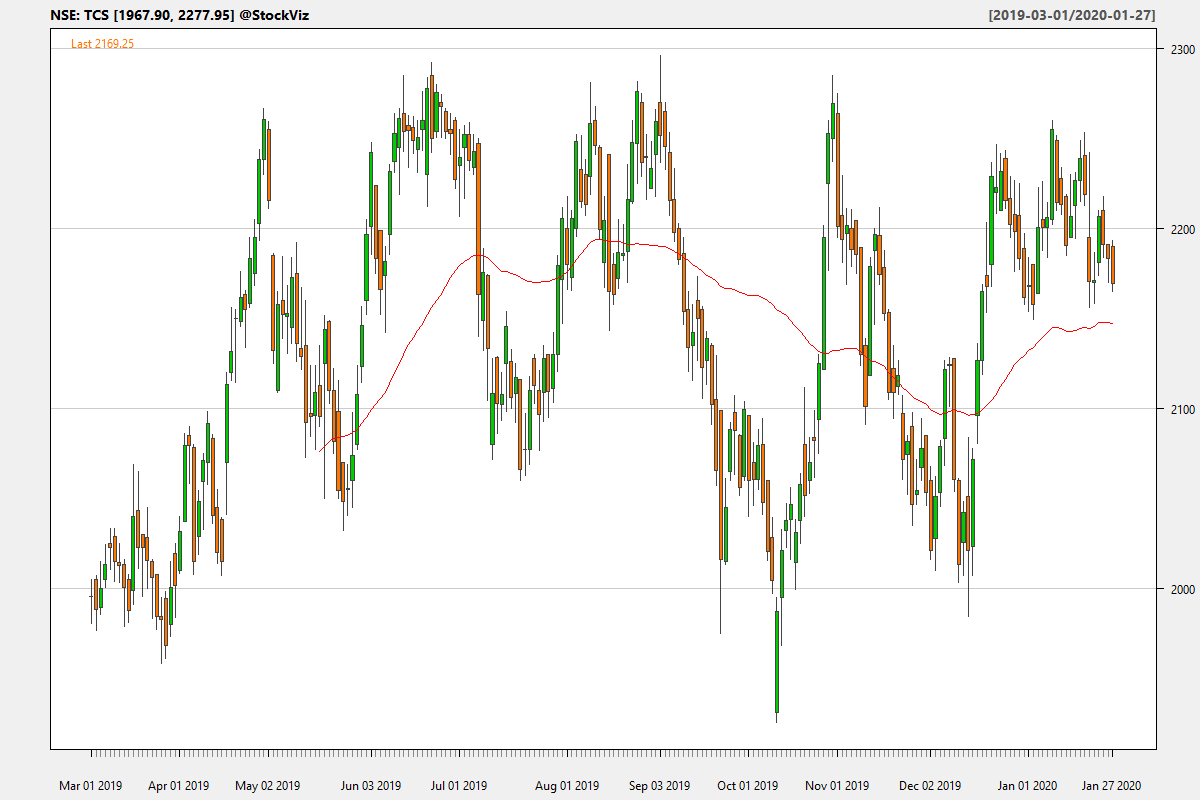 NSE: TCS [1967.90, 2277.95] @StockViz
[2019-03-01/2020-01-27]
Last 2169.25
2300
2200
2100
2000
Mar 01 2019 Apr 01 2019 May 02 2019 Jun 03 2019 Jul 01 2019 Aug 01 2019 Sep 03 2019 Oct 01 2019 Nov 01 2019 Dec 02 2019 Jan 01 2020 Jan 27 2020